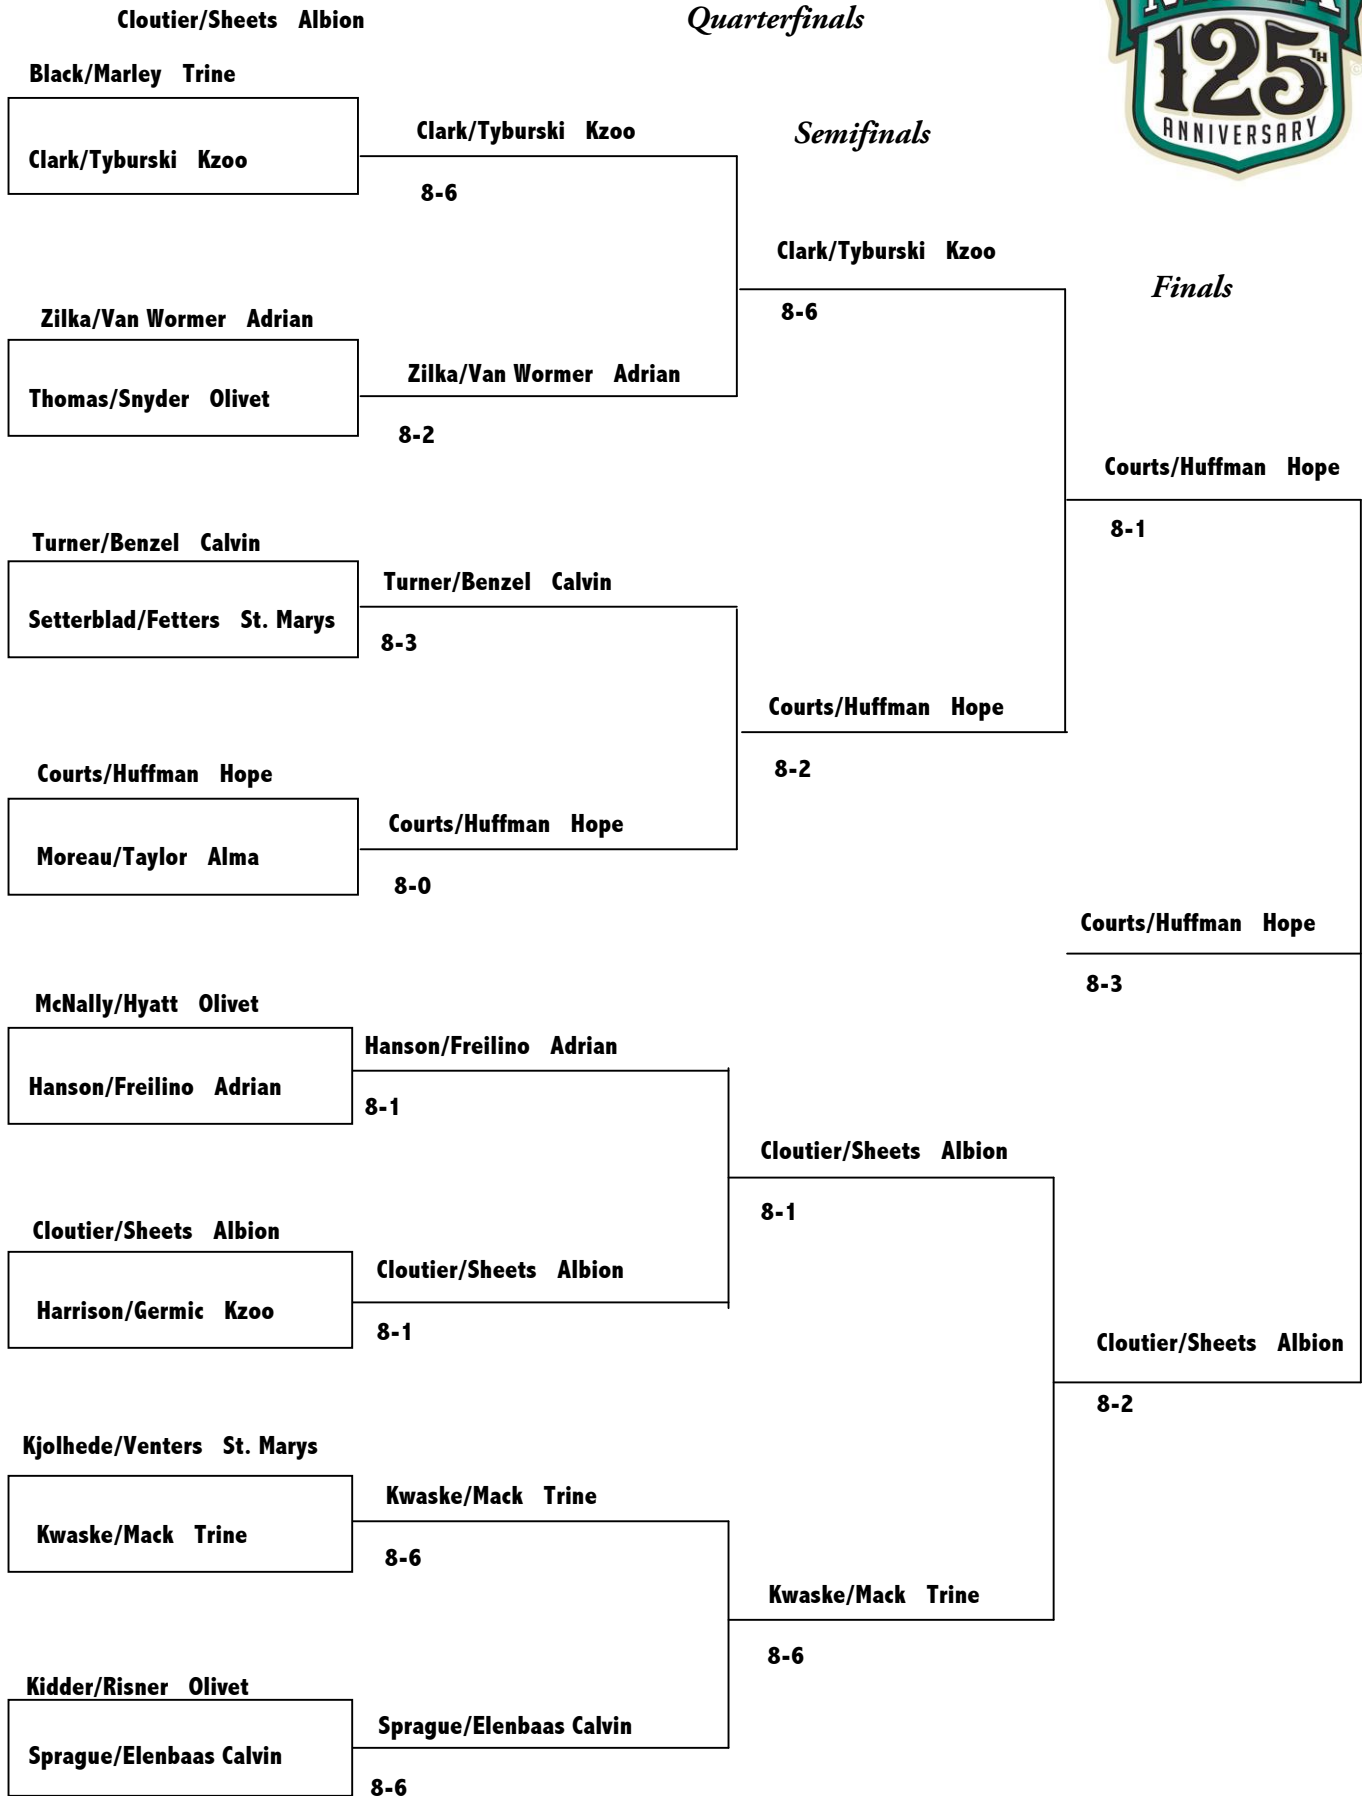 Cloutier/Sheets Albion
Quarterfinals
125
TH
ANNIVERSARY
Black/Marley Trine
Clark/Tyburski Kzoo
Clark/Tyburski Kzoo
8-6
Semifinals
Clark/Tyburski Kzoo
8-6
Finals
Zilka/Van Wormer Adrian
Thomas/Snyder Olivet
Zilka/Van Wormer Adrian
8-2
Courts/Huffman Hope
8-1
Turner/Benzel Calvin
Setterblad/Fetters St. Marys
Turner/Benzel Calvin
8-3
Courts/Huffman Hope
8-2
Courts/Huffman Hope
Moreau/Taylor Alma
Courts/Huffman Hope
8-0
Courts/Huffman Hope
8-3
McNally/Hyatt Olivet
Hanson/Freilino Adrian
Hanson/Freilino Adrian
8-1
Cloutier/Sheets Albion
8-1
Cloutier/Sheets Albion
Harrison/Germic Kzoo
Cloutier/Sheets Albion
8-1
Cloutier/Sheets Albion
8-2
Kjolhede/Venters St. Marys
Kwaske/Mack Trine
Kwaske/Mack Trine
8-6
Kwaske/Mack Trine
8-6
Kidder/Risner Olivet
Sprague/Elenbaas Calvin
Sprague/Elenbaas Calvin
8-6